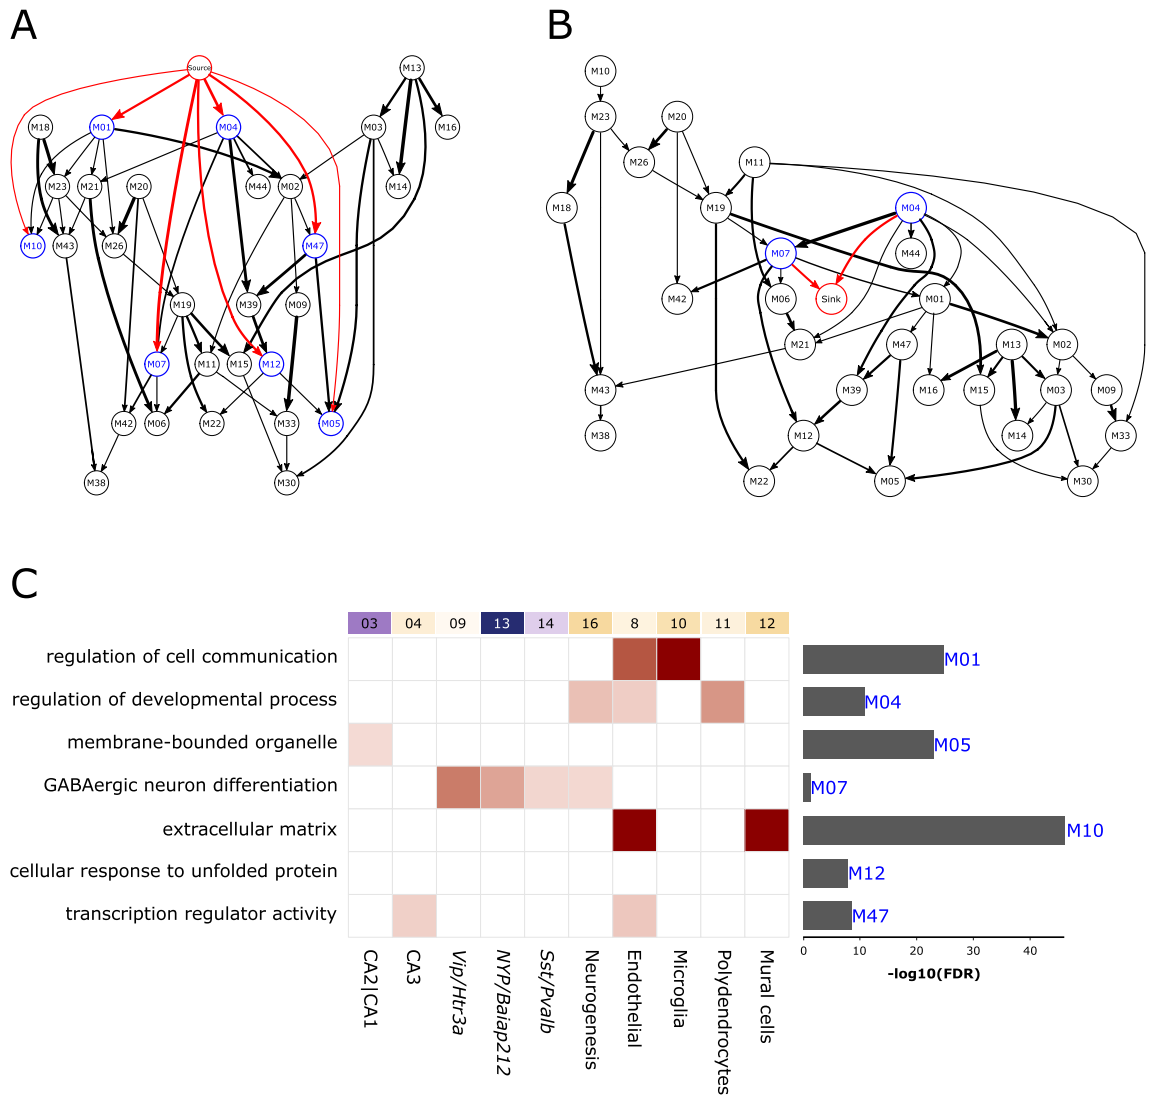 A
B
Source
M13
M18
M01
M04
M03
M16
M23
M21
M20
M44
M02
M14
M10
M43
M26
M47
M19
M39
M09
M07
M11
M15
M12
M42
M06
M22
M33
M05
M38
M30
M10
M23
M20
M26
M11
M18
M19
M04
M07
M44
M42
M06
Sink
M01
M21
M47
M13
M02
M43
M39
M16
M15
M03
M09
M38
M12
M14
M33
M22
M05
M30
C
03 04 09 13 14 16 8 10 11 12
regulation of cell communication M01
regulation of developmental process M04
membrane-bounded organelle M05
GABAergic neuron differentiation M07
extracellular matrix M10
cellular response to unfolded protein M12
transcription regulator activity M47
0 10 20 30 40
-log10(FDR)
CA2|CA1
CA3
Vip/Htr3a
NYP/Baiap212
Sst/Pvalb
Neurogenesis
Endothelial
Microglia
Polydendrocytes
Mural cells